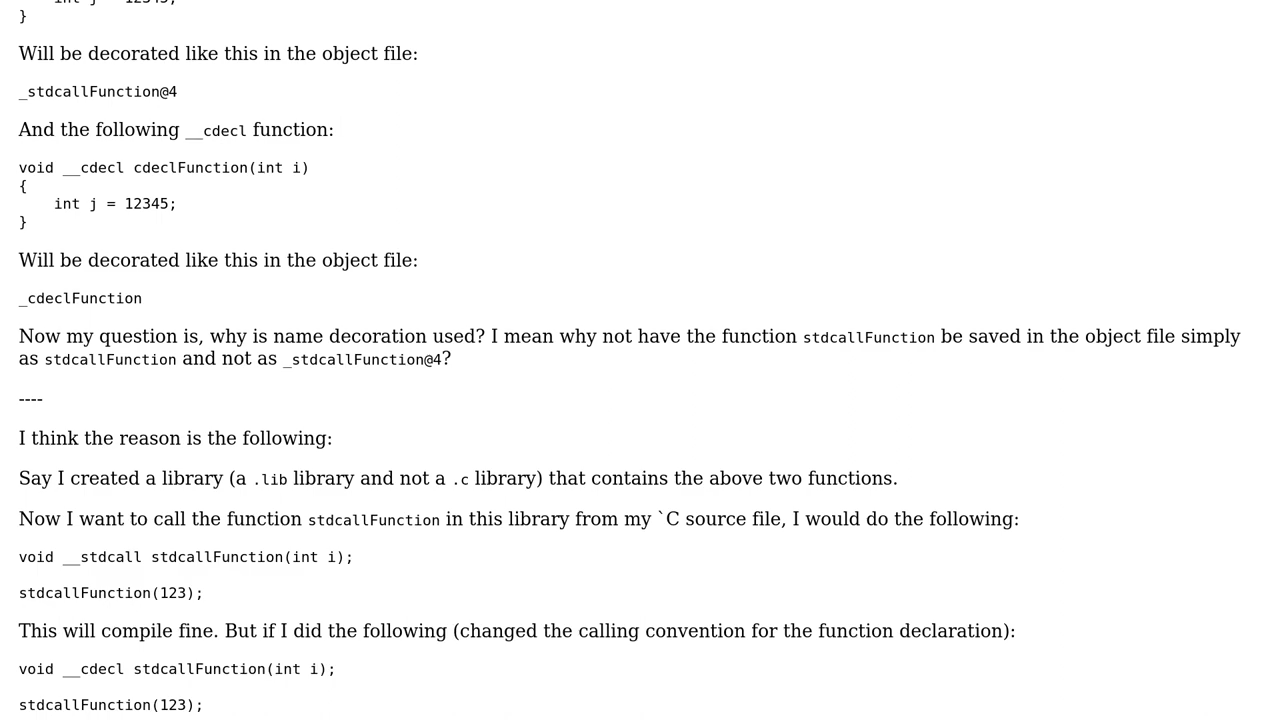 int j = 12345;
}
Will be decorated like this in the object file:
_stdcallFunction@4
And the following __cdecl function:
void __cdecl cdeclFunction(int i)
{
    int j = 12345;
}
Will be decorated like this in the object file:
_cdeclFunction
Now my question is, why is name decoration used? I mean why not have the function stdcallFunction be saved in the object file simply
as stdcallFunction and not as _stdcallFunction@4?
----
I think the reason is the following:
Say I created a library (a .lib library and not a .c library) that contains the above two functions.
Now I want to call the function stdcallFunction in this library from my `C source file, I would do the following:
void __stdcall stdcallFunction(int i);
stdcallFunction(123);
This will compile fine. But if I did the following (changed the calling convention for the function declaration):
void __cdecl stdcallFunction(int i);
stdcallFunction(123);